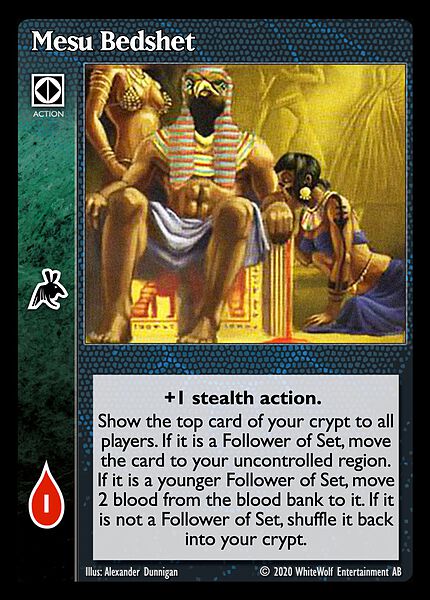 Mesu Bedshet
ACTION
+1 stealth action.
Show the top card of your crypt to all
players. If it is a Follower of Set, move
the card to your uncontrolled region.
If it is a younger Follower of Set, move
2 blood from the blood bank to it. If it
is not a Follower of Set, shuffle it back
into your crypt.
1
Illus: Alexander Dunnigan
© 2020 WhiteWolf Entertainment AB